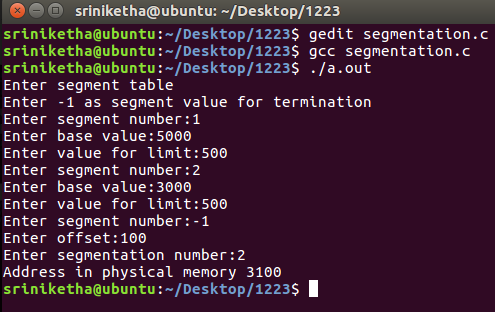 sriniketha@ubuntu: ~/Desktop/1223
sriniketha@ubuntu:~/Desktop/1223$ gedit segmentation.c
sriniketha@ubuntu:~/Desktop/1223$ gcc segmentation.c
sriniketha@ubuntu:~/Desktop/1223$ ./a.out
Enter segment table
Enter -1 as segment value for termination
Enter segment number:1
Enter base value:5000
Enter value for limit:500
Enter segment number:2
Enter base value:3000
Enter value for limit:500
Enter segment number:-1
Enter offset:100
Enter segmentation number:2
Address in physical memory 3100
sriniketha@ubuntu:~/Desktop/1223$